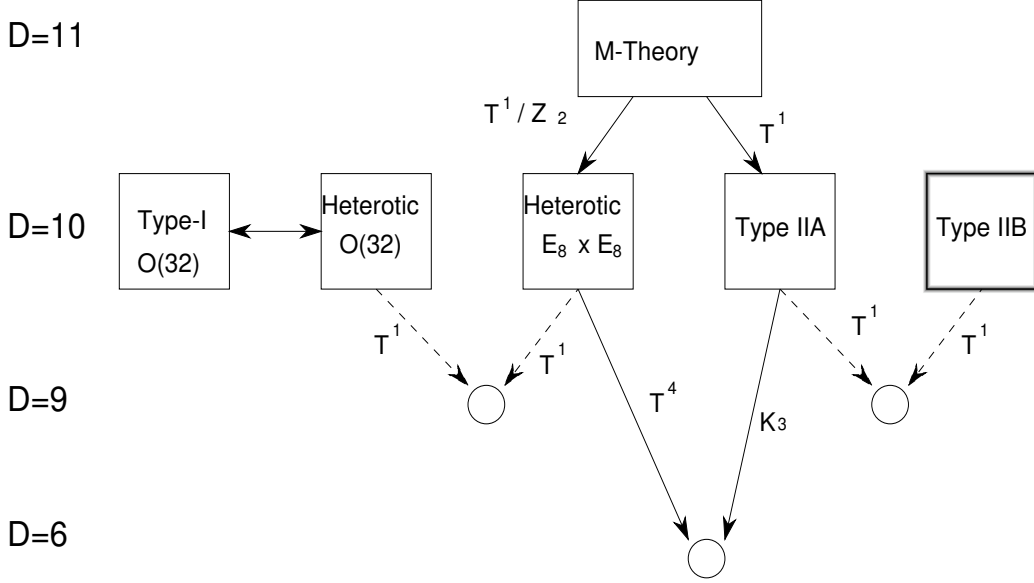 D=11
M-Theory
T¹ / Z ₂
T¹
D=10
Type-I
O(32)
Heterotic
O(32)
Heterotic
E₈ x E₈
Type IIA
Type IIB
T¹
T¹
T¹
T¹
D=9
T⁴
K₃
D=6